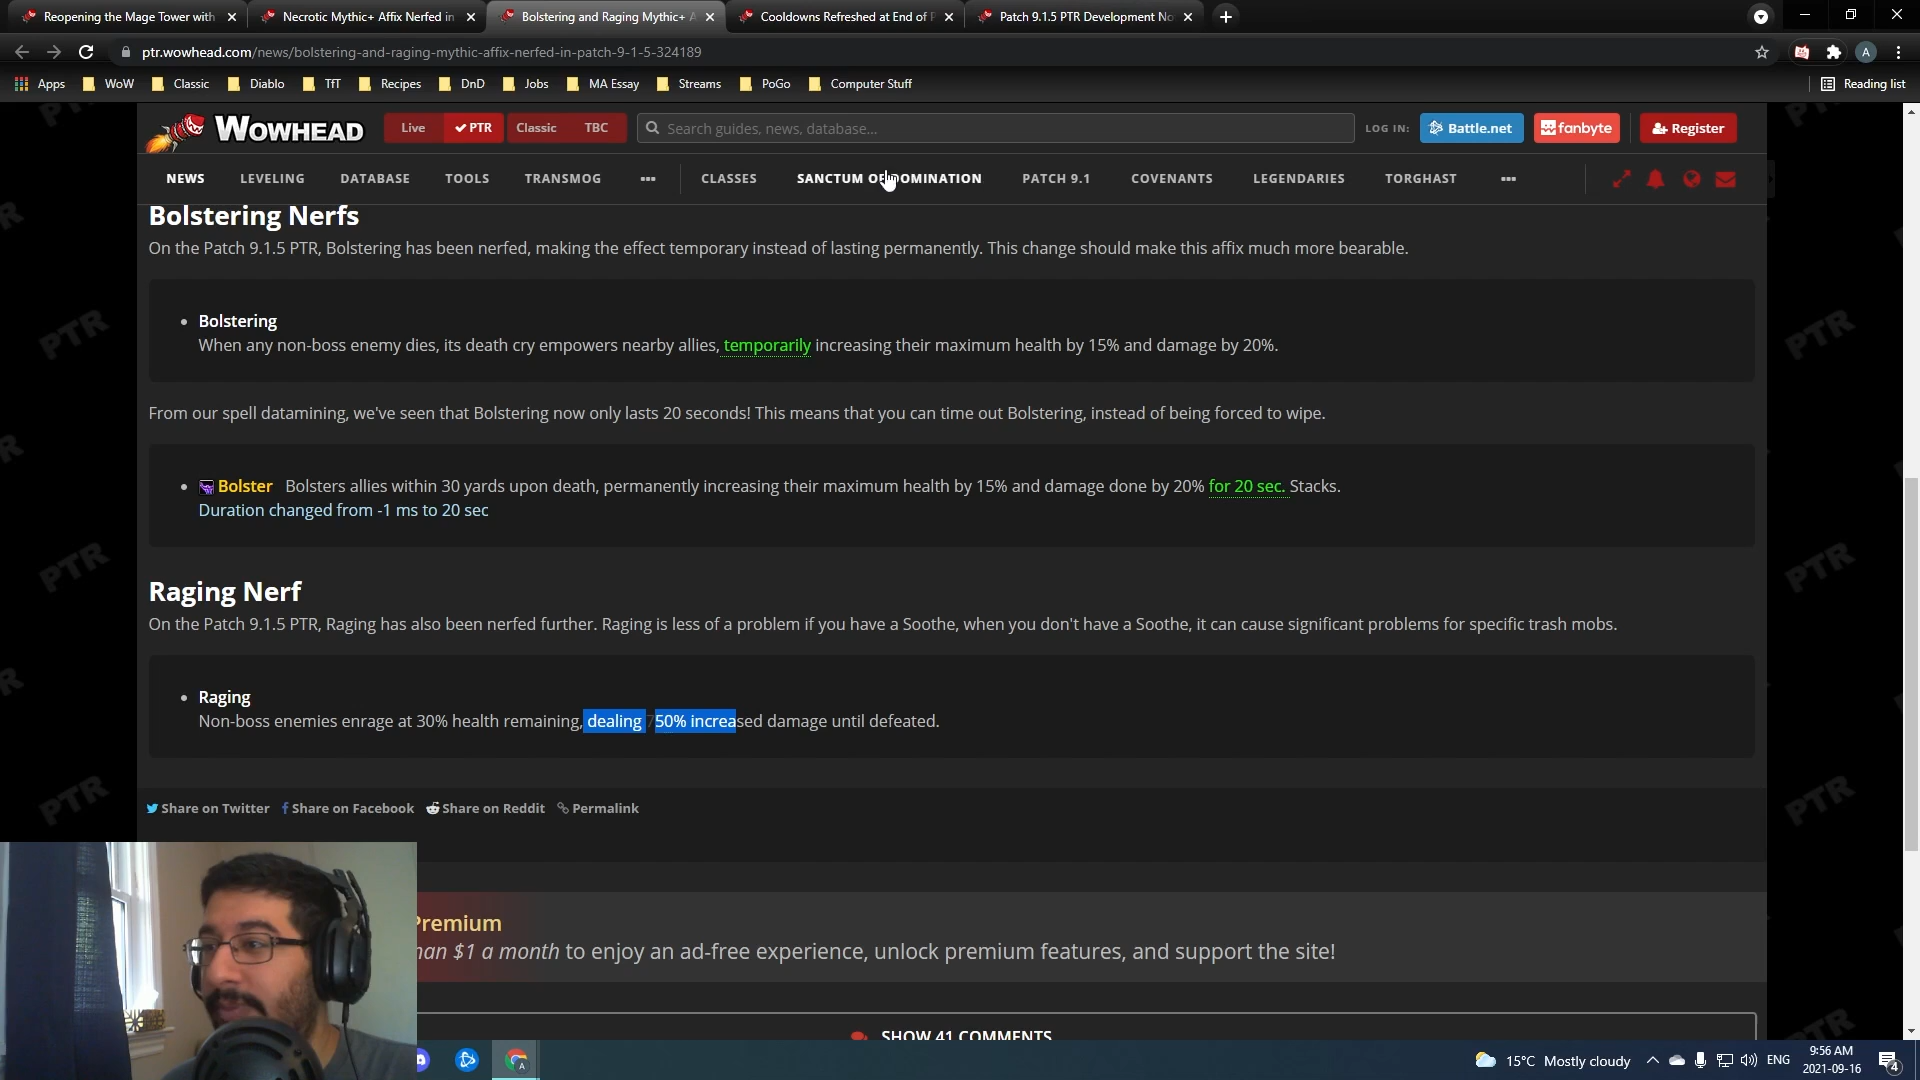 Reopening the Mage Tower with
Necrotic Mythic+ Affix Nerfed in
Bolstering and Raging Mythic+ A
Cooldowns Refreshed at End of
Patch 9.1.5 PTR Development No
ptr.wowhead.com/news/bolstering-and-raging-mythic-affix-nerfed-in-patch-9-1-5-324189
A
Apps WoW Classic Diablo TfT Recipes DnD Jobs MA Essay Streams PoGo Computer Stuff Reading list
WOWHEAD Live PTR Classic TBC Search guides, news, database... LOG IN: Battle.net fanbyte Register
NEWS LEVELING DATABASE TOOLS TRANSMOG CLASSES SANCTUM OF DOMINATION PATCH 9.1 COVENANTS LEGENDARIES TORGHAST
Bolstering Nerfs
On the Patch 9.1.5 PTR, Bolstering has been nerfed, making the effect temporary instead of lasting permanently. This change should make this affix much more bearable.
Bolstering
When any non-boss enemy dies, its death cry empowers nearby allies, temporarily increasing their maximum health by 15% and damage by 20%.
From our spell datamining, we've seen that Bolstering now only lasts 20 seconds! This means that you can time out Bolstering, instead of being forced to wipe.
Bolster Bolsters allies within 30 yards upon death, permanently increasing their maximum health by 15% and damage done by 20% for 20 sec. Stacks.
Duration changed from -1 ms to 20 sec
Raging Nerf
On the Patch 9.1.5 PTR, Raging has also been nerfed further. Raging is less of a problem if you have a Soothe, when you don't have a Soothe, it can cause significant problems for specific trash mobs.
Raging
Non-boss enemies enrage at 30% health remaining, dealing 50% increased damage until defeated.
Share on Twitter Share on Facebook Share on Reddit Permalink
Premium
han $1 a month to enjoy an ad-free experience, unlock premium features, and support the site!
SHOW 41 COMMENTS
15°C Mostly cloudy ENG 9:56 AM
2021-09-16
4
PTR
PTR
PTR
PTR
PTR
PTR
PTR
PTR